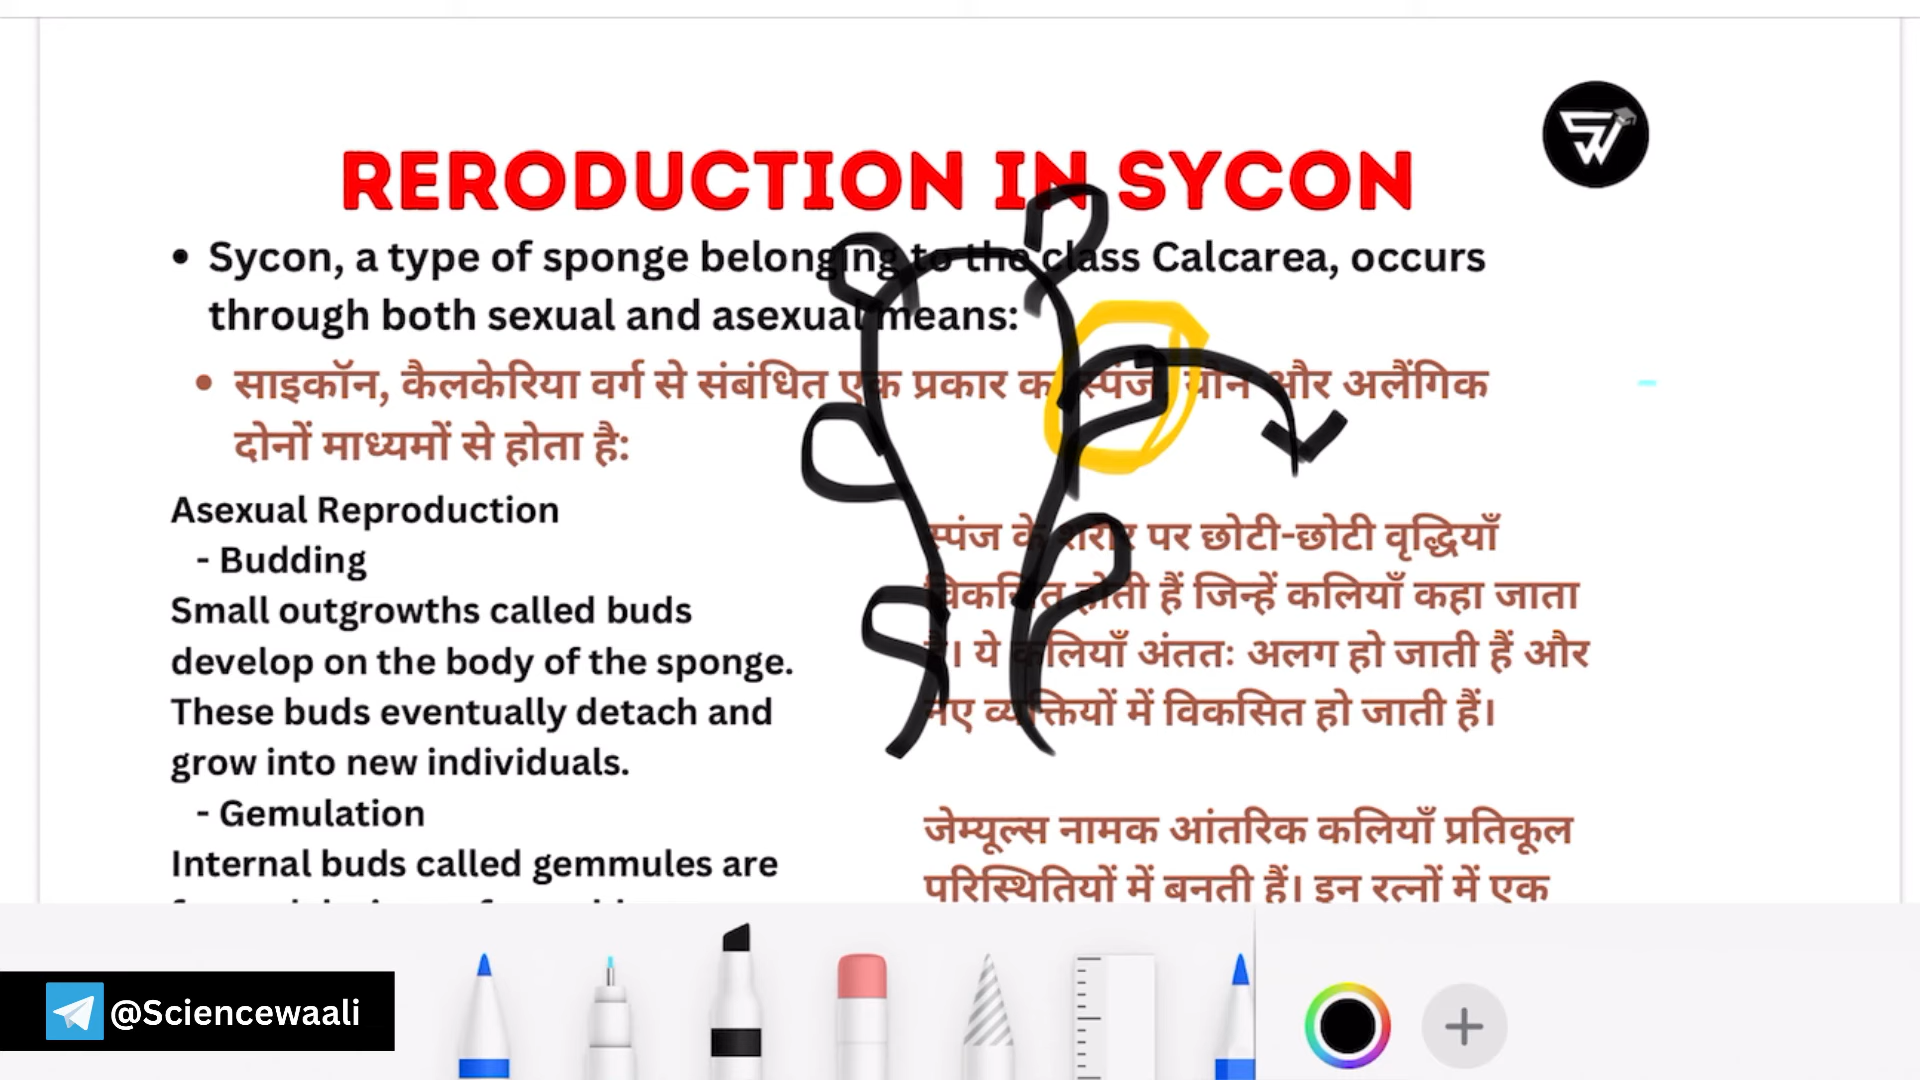 RERODUCTION IN SYCON
• Sycon, a type of sponge belonging to the class Calcarea, occurs
through both sexual and asexual means:
• साइकॉन, कैलकेरिया वर्ग से संबंधित एक प्रकार का स्पंज, यौन और अलैंगिक
दोनों माध्यमों से होता है:
Asexual Reproduction
- Budding
Small outgrowths called buds
develop on the body of the sponge.
These buds eventually detach and
grow into new individuals.
- Gemulation
Internal buds called gemmules are
स्पंज के शरीर पर छोटी-छोटी वृद्धियाँ
विकसित होती हैं जिन्हें कलियाँ कहा जाता
है। ये कलियाँ अंततः अलग हो जाती हैं और
नए व्यक्तियों में विकसित हो जाती हैं।
जेम्यूल्स नामक आंतरिक कलियाँ प्रतिकूल
परिस्थितियों में बनती हैं। इन रत्नों में एक
@Sciencewaali